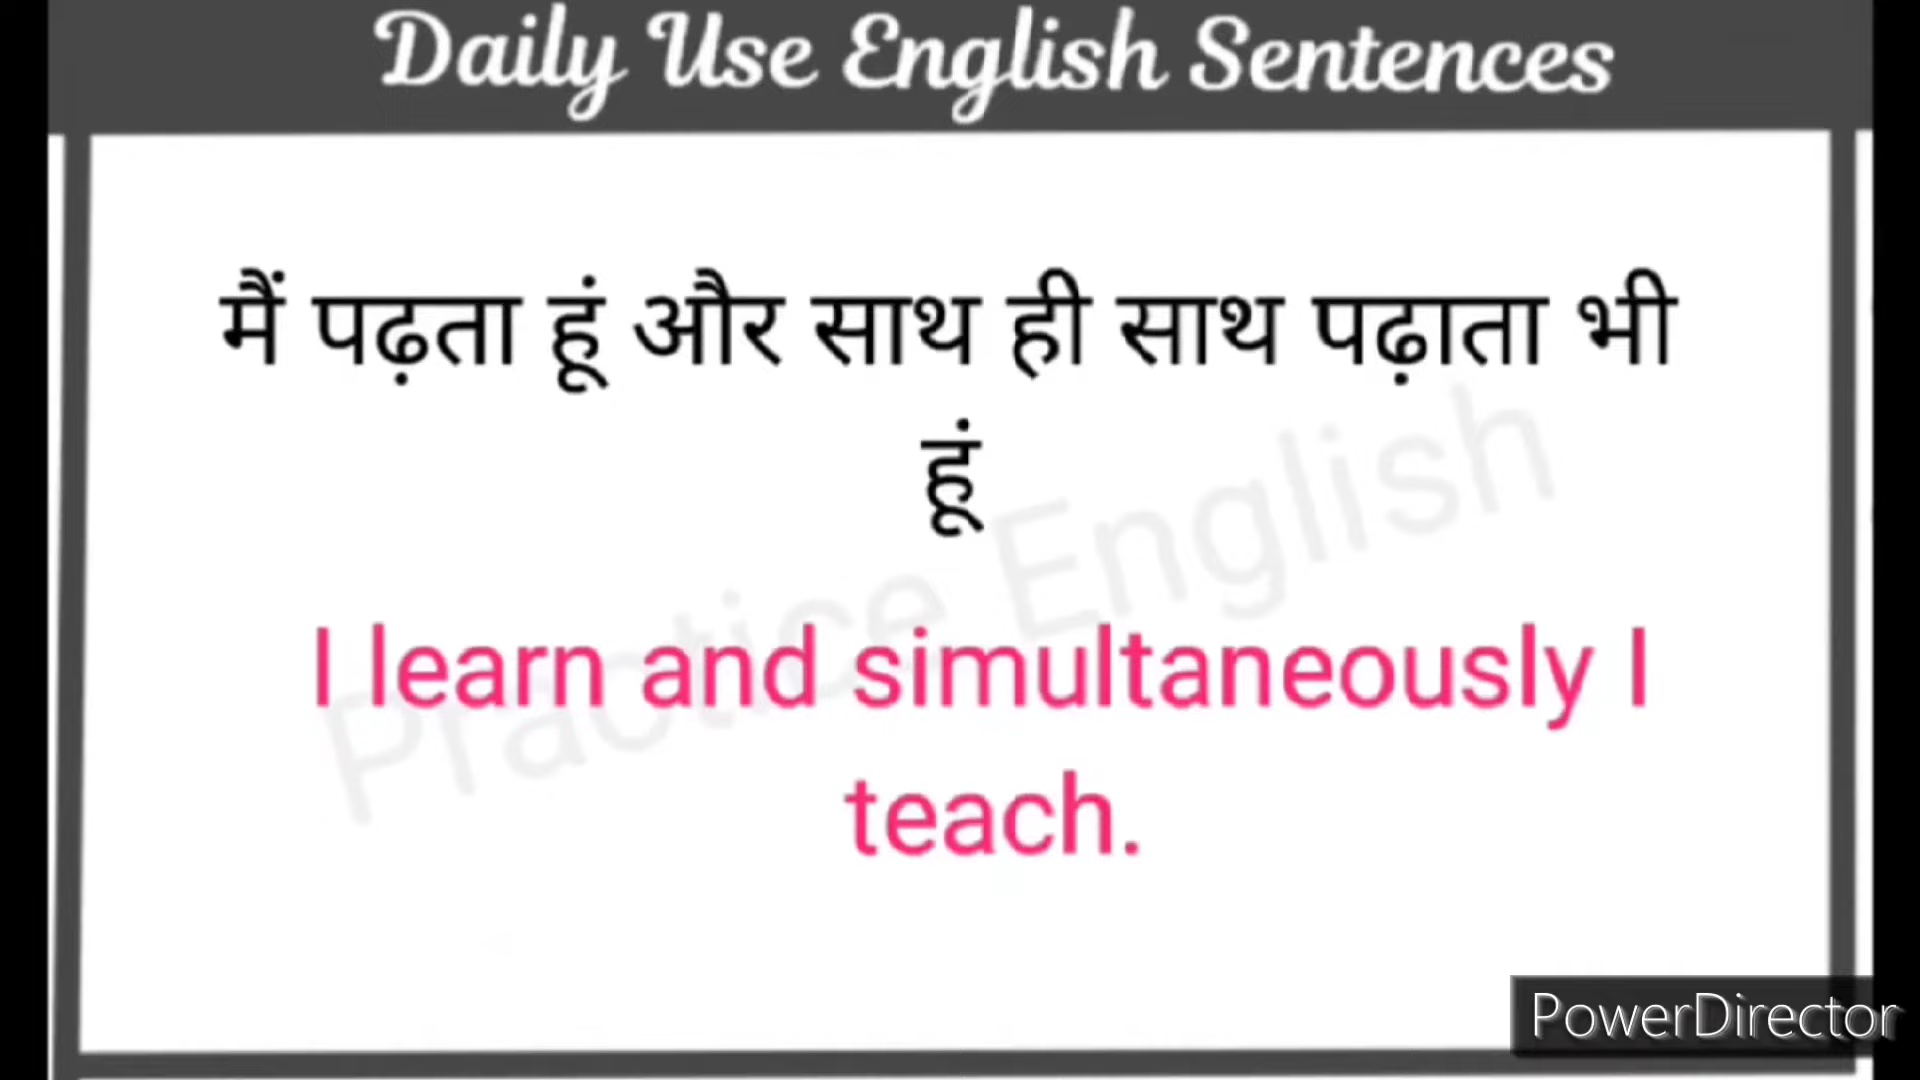 Daily Use English Sentences
मैं पढ़ता हूं और साथ ही साथ पढ़ाता भी
हूं
Practice English
I learn and simultaneously I
teach.
PowerDirector